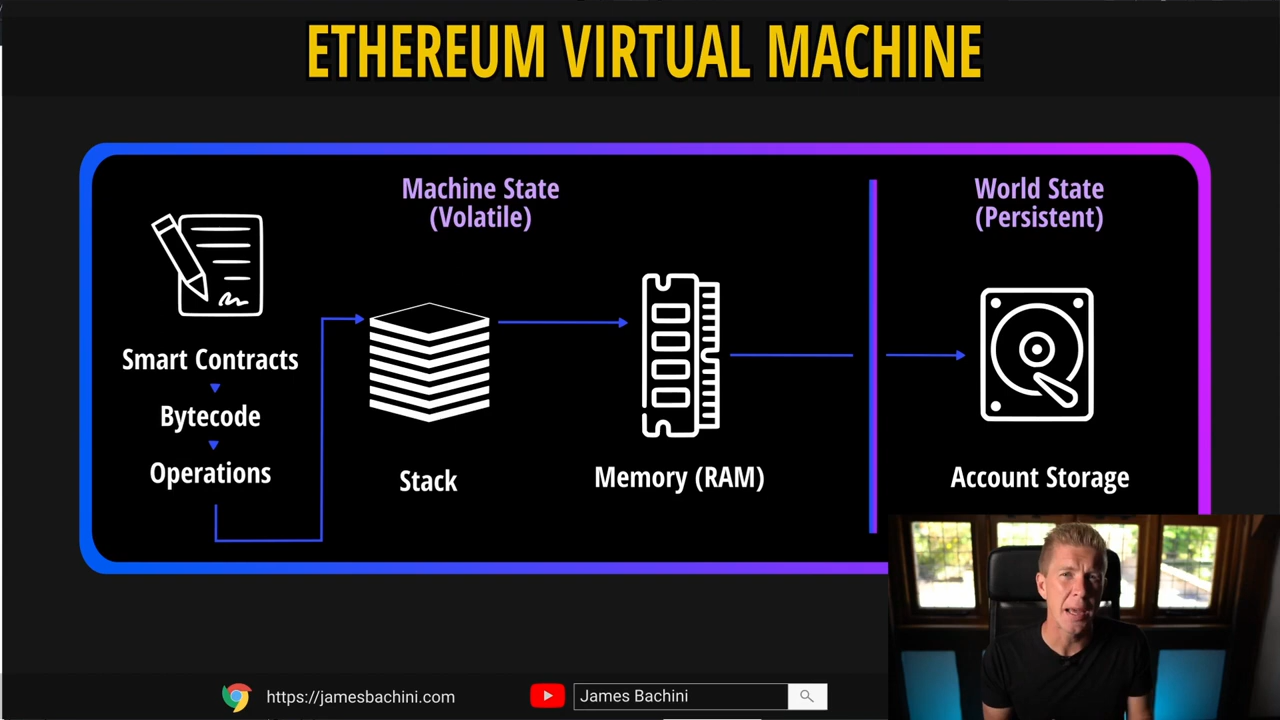 ETHEREUM VIRTUAL MACHINE
Machine State
(Volatile)
World State
(Persistent)
Smart Contracts
Bytecode
Operations
Stack
Memory (RAM)
Account Storage
https://jamesbachini.com
James Bachini